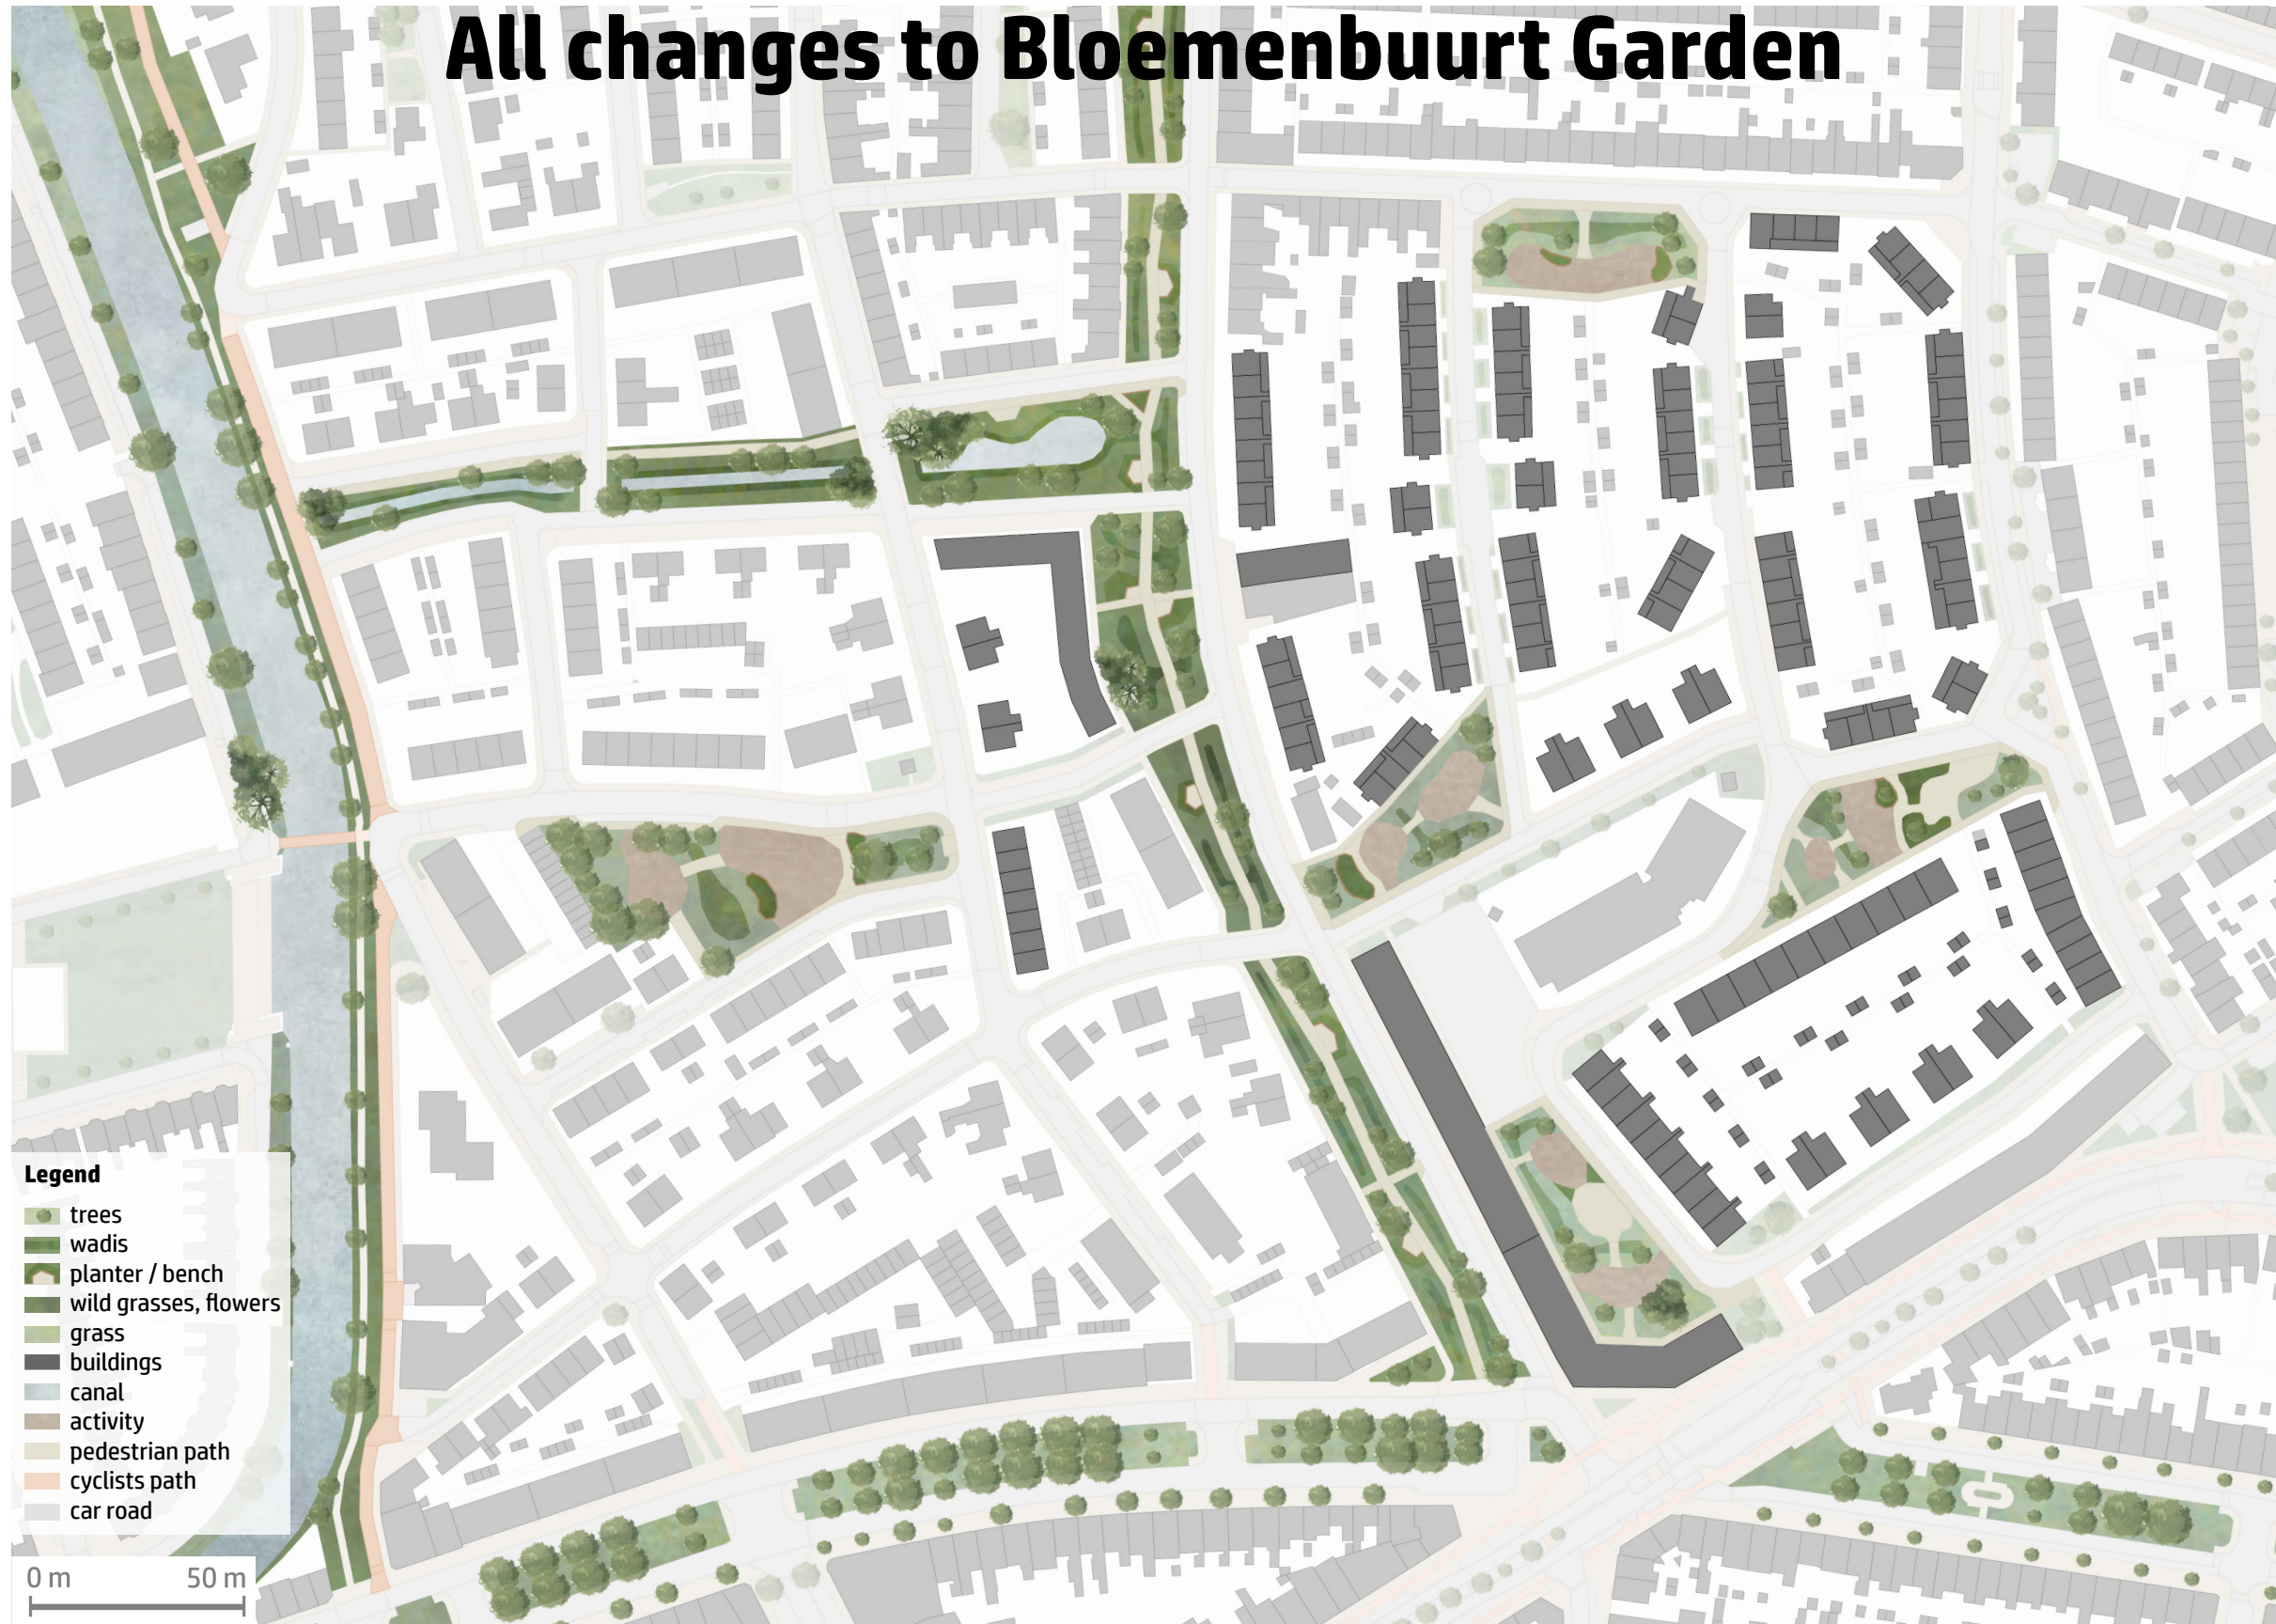 All changes to Bloemenbuurt Garden
Legend
trees
wadis
planter / bench
wild grasses, flowers
grass
buildings
canal
activity
pedestrian path
cyclists path
car road
0 m 50 m